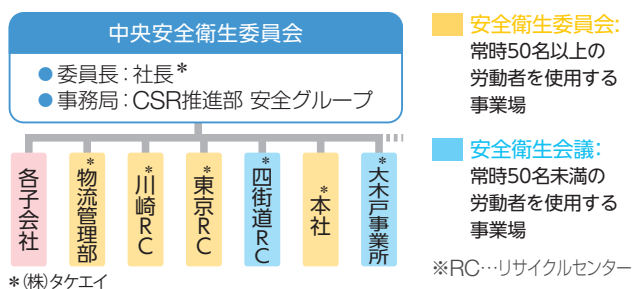 中央安全衛生委員会
●委員長：社長*
●事務局：CSR推進部 安全グループ
各子会社
*物流管理部
*川崎RC
*東京RC
*四街道RC
*本社
*大木戸事業所
*(株)タケエイ
安全衛生委員会:
常時50名以上の
労働者を使用する
事業場
安全衛生会議:
常時50名未満の
労働者を使用する
事業場
※RC…リサイクルセンター